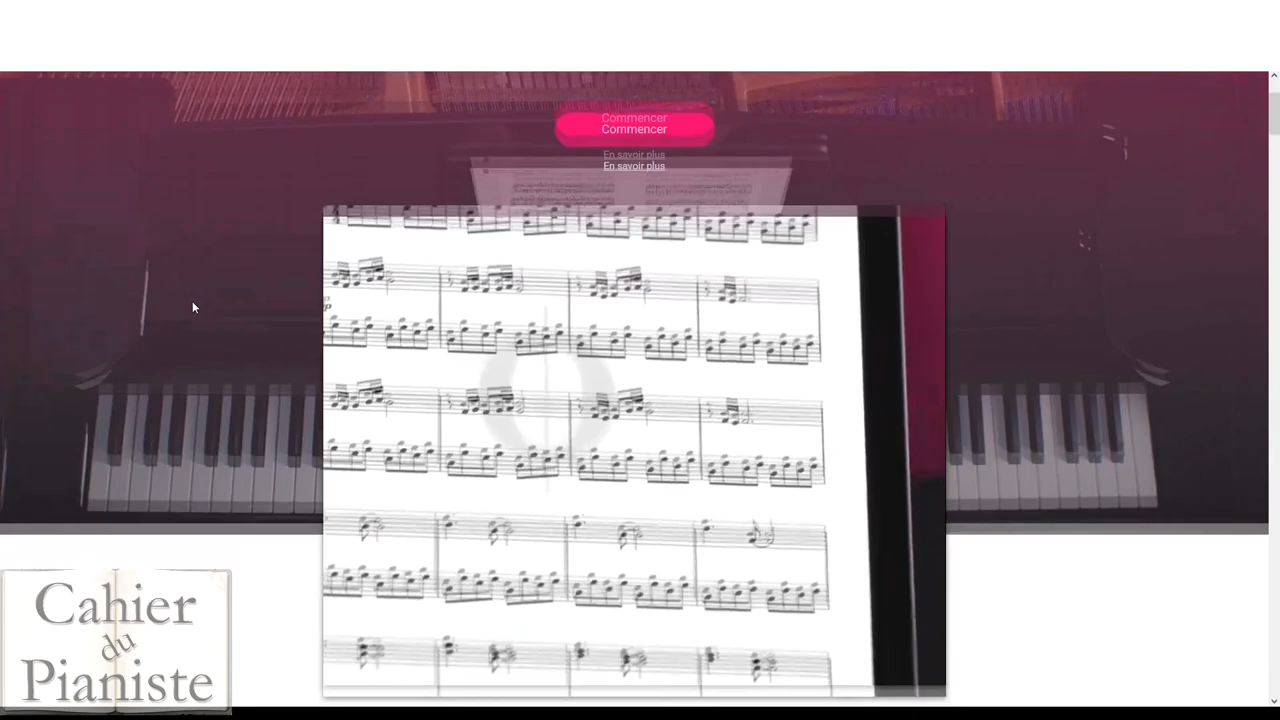 Commencer
Commencer
En savoir plus
En savoir plus
Cahier
du
Pianiste